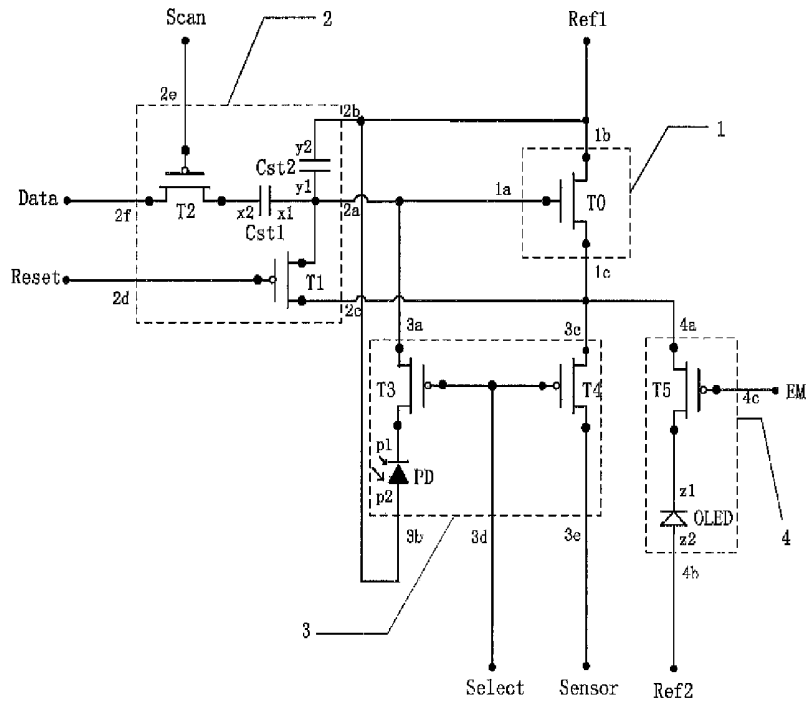 Scan
2
Ref1
2e
2b
1b
1
y2
Cst2
y1
1a
T0
Data
2f
T2
x2
x1
2a
Cst1
T1
1c
Reset
2d
2c
3a
3c
4a
T3
T4
T5
4c
EM
p1
PD
p2
z1
OLED
z2
4
3b
3d
3e
4b
3
Select
Sensor
Ref2